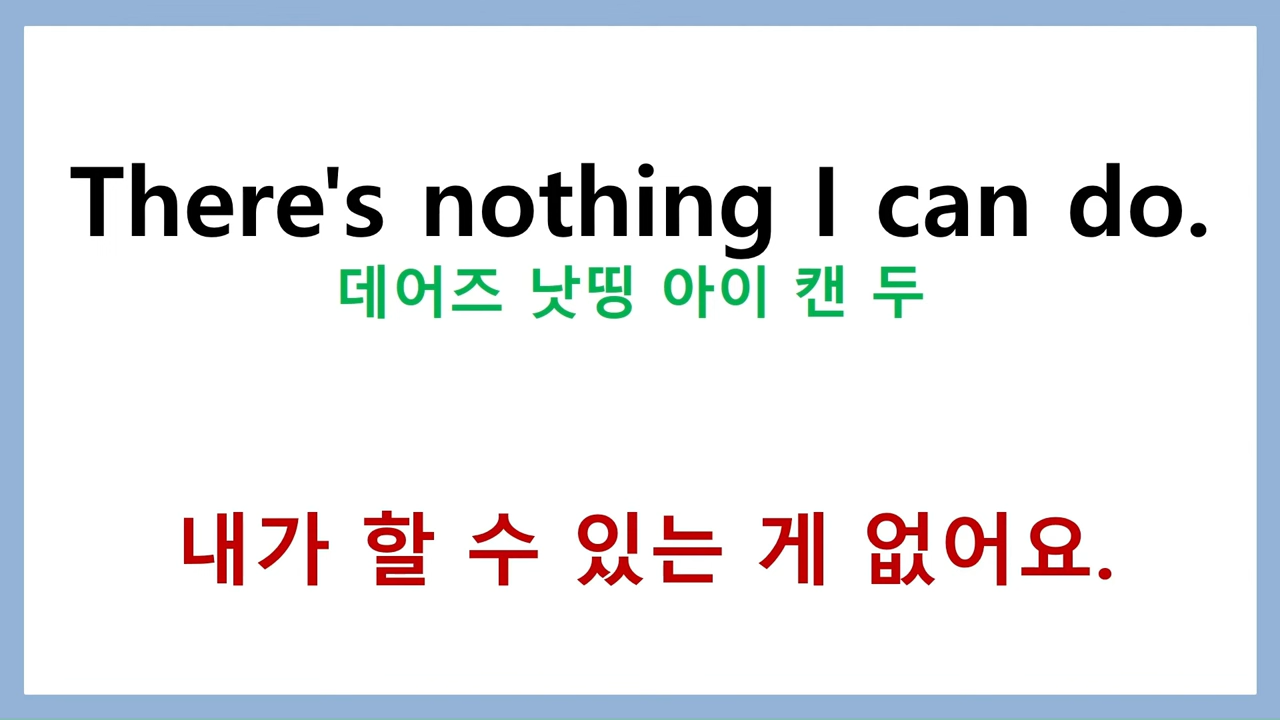 There's nothing I can do.
데어즈 낫띵 아이 캔 두
내가 할 수 있는 게 없어요.